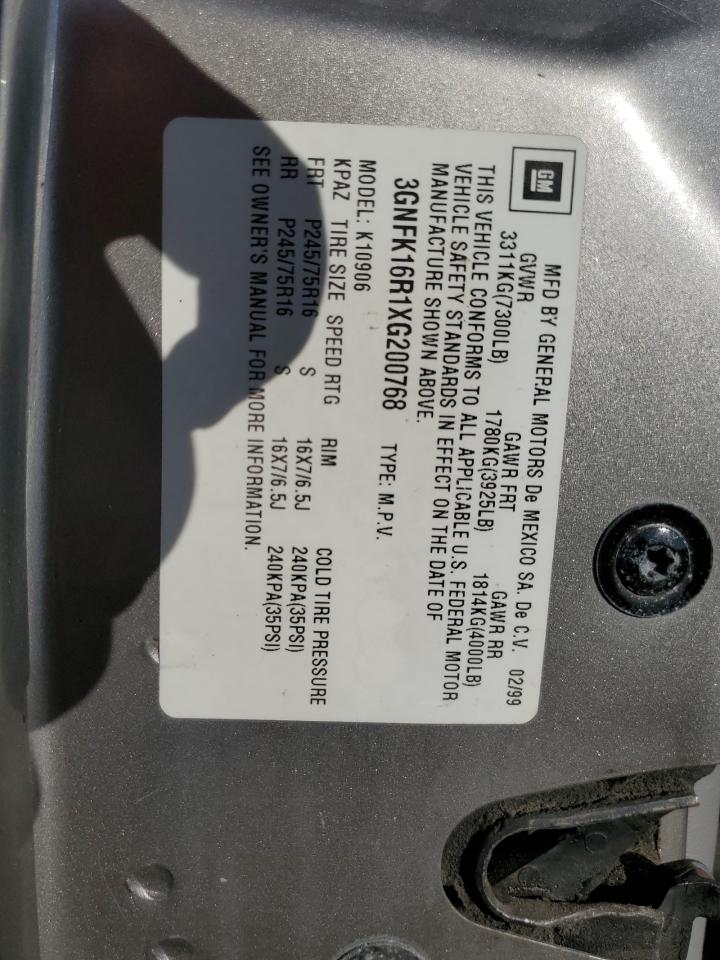 GM
MFD BY GENERAL MOTORS De MEXICO SA. De C.V. 02/99
GVWR GAWR FRT GAWR RR
3311KG(7300LB) 1780KG(3925LB) 1814KG(4000LB)
THIS VEHICLE CONFORMS TO ALL APPLICABLE U.S. FEDERAL MOTOR
VEHICLE SAFETY STANDARDS IN EFFECT ON THE DATE OF
MANUFACTURE SHOWN ABOVE.
3GNFK16R1XG200768 TYPE: M.P.V.
MODEL: K10906
KPAZ TIRE SIZE SPEED RTG RIM COLD TIRE PRESSURE
FRT P245/75R16 S 16X7/6.5J 240KPA(35PSI)
RR P245/75R16 S 16X7/6.5J 240KPA(35PSI)
SEE OWNER'S MANUAL FOR MORE INFORMATION.